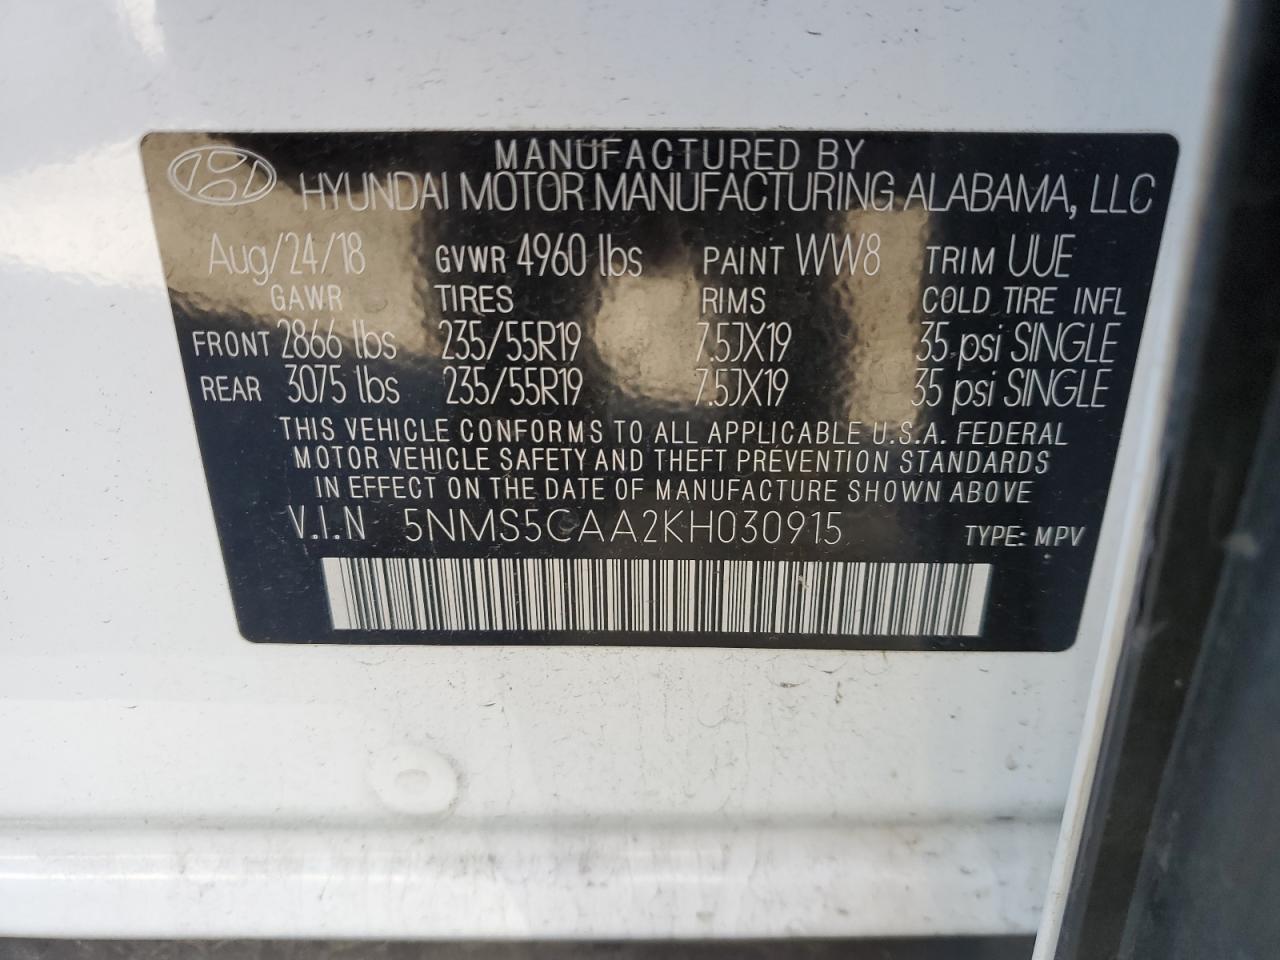 MANUFACTURED BY
HYUNDAI MOTOR MANUFACTURING ALABAMA, LLC
Aug/24/18 GVWR 4960 lbs PAINT WW8 TRIM UUE
GAWR TIRES RIMS COLD TIRE INFL
FRONT 2866 lbs 235/55R19 7.5JX19 35 psi SINGLE
REAR 3075 lbs 235/55R19 7.5JX19 35 psi SINGLE
THIS VEHICLE CONFORMS TO ALL APPLICABLE U.S.A. FEDERAL
MOTOR VEHICLE SAFETY AND THEFT PREVENTION STANDARDS
IN EFFECT ON THE DATE OF MANUFACTURE SHOWN ABOVE
V.I.N 5NMS5CAA2KH030915 TYPE: MPV